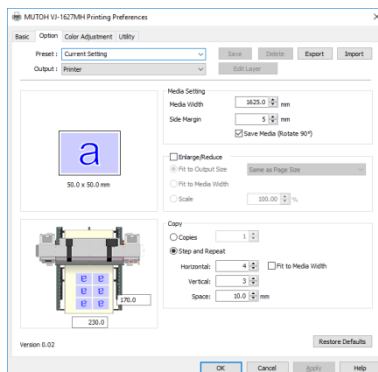 MUTOH VJ-1627MH Printing Preferences
Basic Option Color Adjustment Utility
Preset : Current Setting Save Delete Export Import
Output : Printer Edit Layer
Media Setting
Media Width 1625.0 mm
Side Margin 5 mm
Save Media (Rotate 90°)
a
50.0 x 50.0 mm
Enlarge/Reduce
Fit to Output Size Same as Page Size
Fit to Media Width
Scale 100.00 %
Copy
Copies 1
Step and Repeat
Horizontal: 4 Fit to Media Width
Vertical: 3
Space: 10.0 mm
a a
a a
a a
170.0
230.0
Version 0.02
Restore Defaults
OK Cancel Apply Help